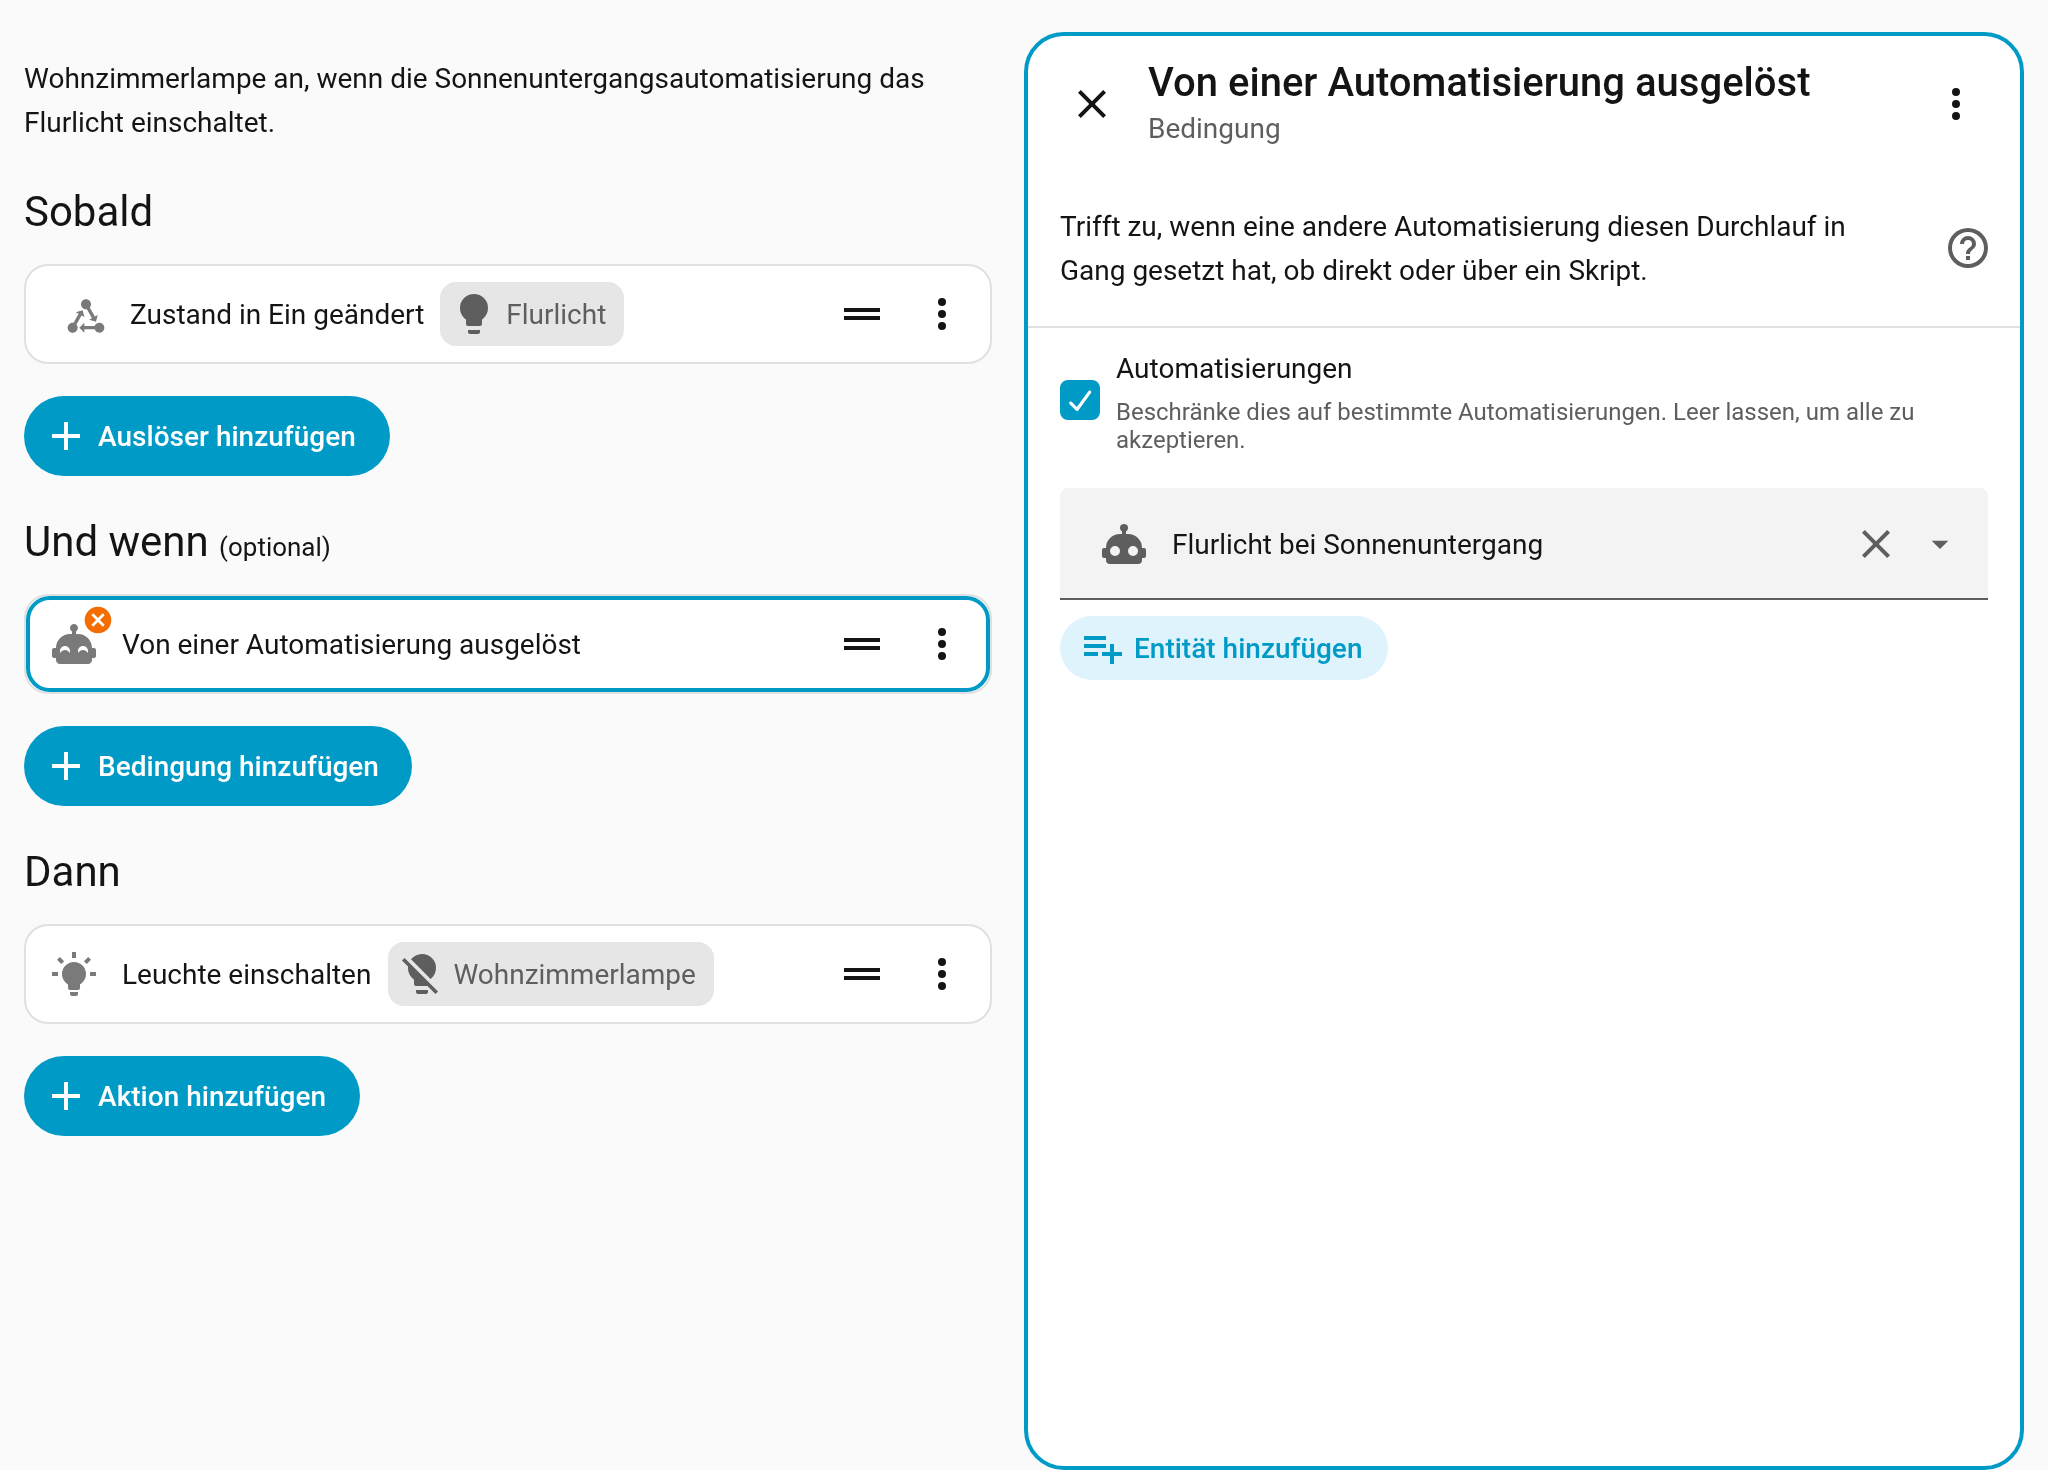 Wohnzimmerlampe an, wenn die Sonnenuntergangsautomatisierung das
Flurlicht einschaltet.
Sobald
Zustand in Ein geändert Flurlicht
Auslöser hinzufügen
Und wenn (optional)
Von einer Automatisierung ausgelöst
Bedingung hinzufügen
Dann
Leuchte einschalten Wohnzimmerlampe
Aktion hinzufügen
Von einer Automatisierung ausgelöst
Bedingung
Trifft zu, wenn eine andere Automatisierung diesen Durchlauf in
Gang gesetzt hat, ob direkt oder über ein Skript.
Automatisierungen
Beschränke dies auf bestimmte Automatisierungen. Leer lassen, um alle zu
akzeptieren.
Flurlicht bei Sonnenuntergang
Entität hinzufügen